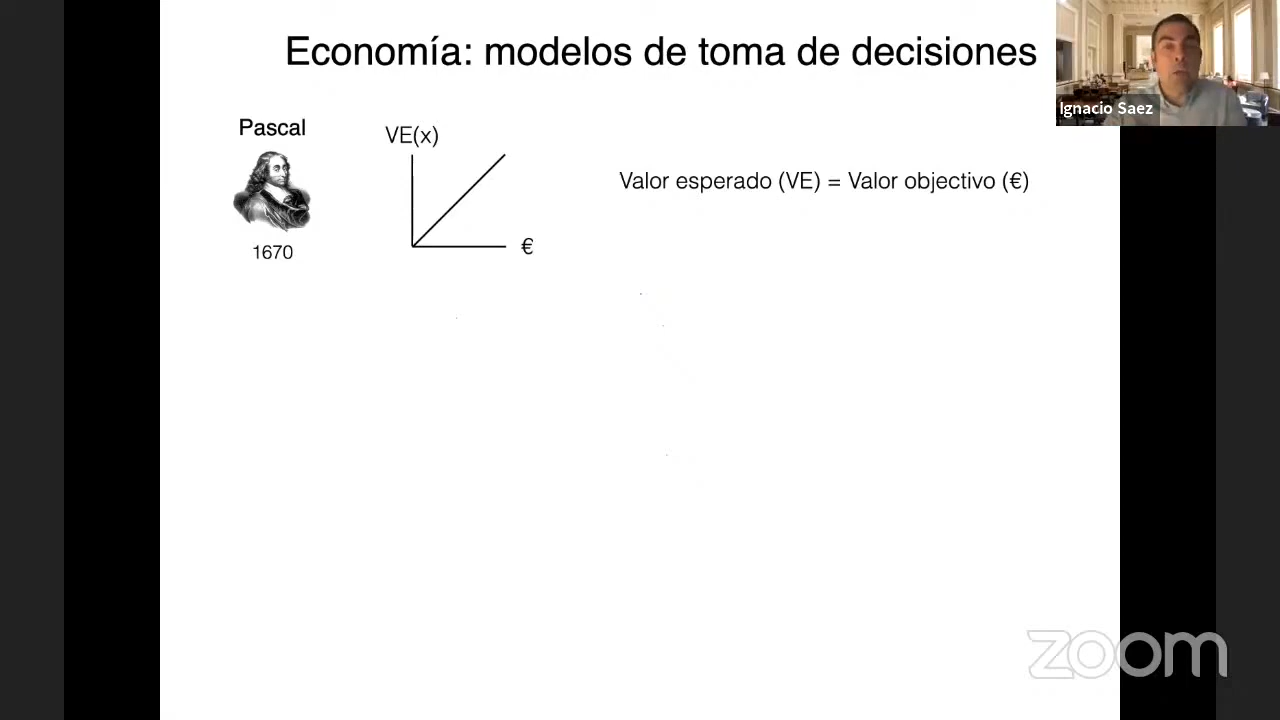 Economía: modelos de toma de decisiones
Ignacio Saez
Pascal
VE(x)
Valor esperado (VE) = Valor objectivo (€)
1670
€
zoom